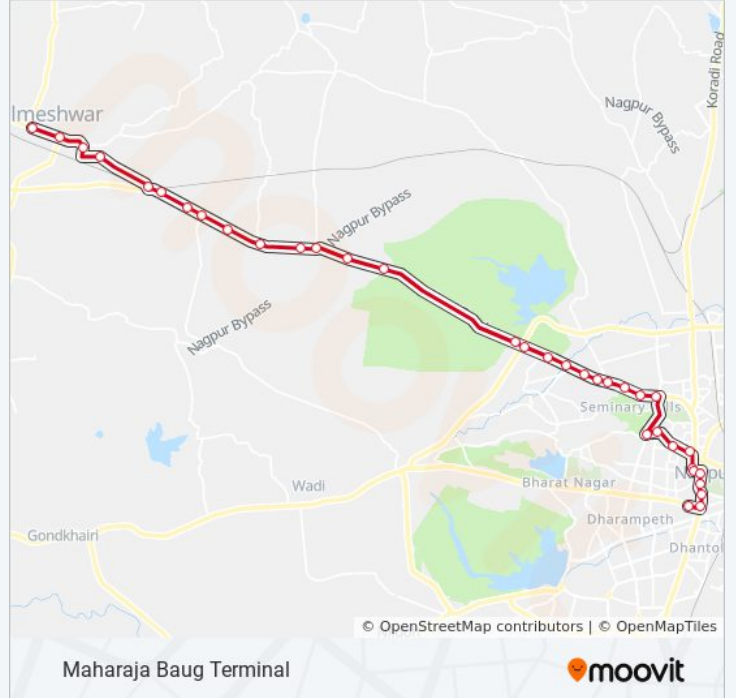 Koradi Road
Nagpur Bypass
lmeshwar
Nagpur Bypass
Nagpur Bypass
Seminary Hills
Nagpu
Bharat Nagar
Wadi
Dharampeth
Gondkhairi
Dhantol
© OpenStreetMap contributors | © OpenMapTiles
Maharaja Baug Terminal
moovit